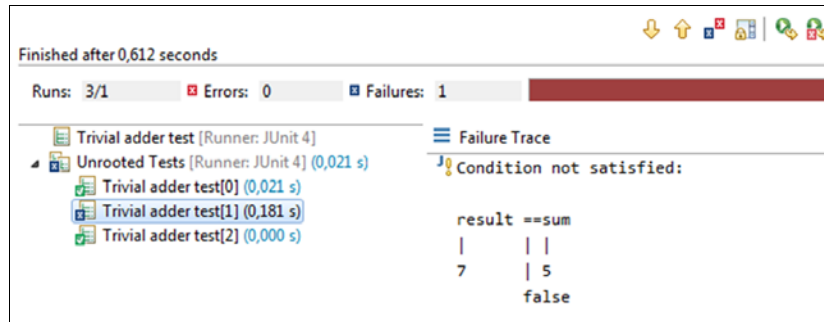 Finished after 0,612 seconds
Runs: 3/1 Errors: 0 Failures: 1
Trivial adder test [Runner: JUnit 4]
Unrooted Tests [Runner: JUnit 4] (0,021 s)
Trivial adder test[0] (0,021 s)
Trivial adder test[1] (0,181 s)
Trivial adder test[2] (0,000 s)
Failure Trace
Condition not satisfied:
result ==sum
| | |
7 | 5
false